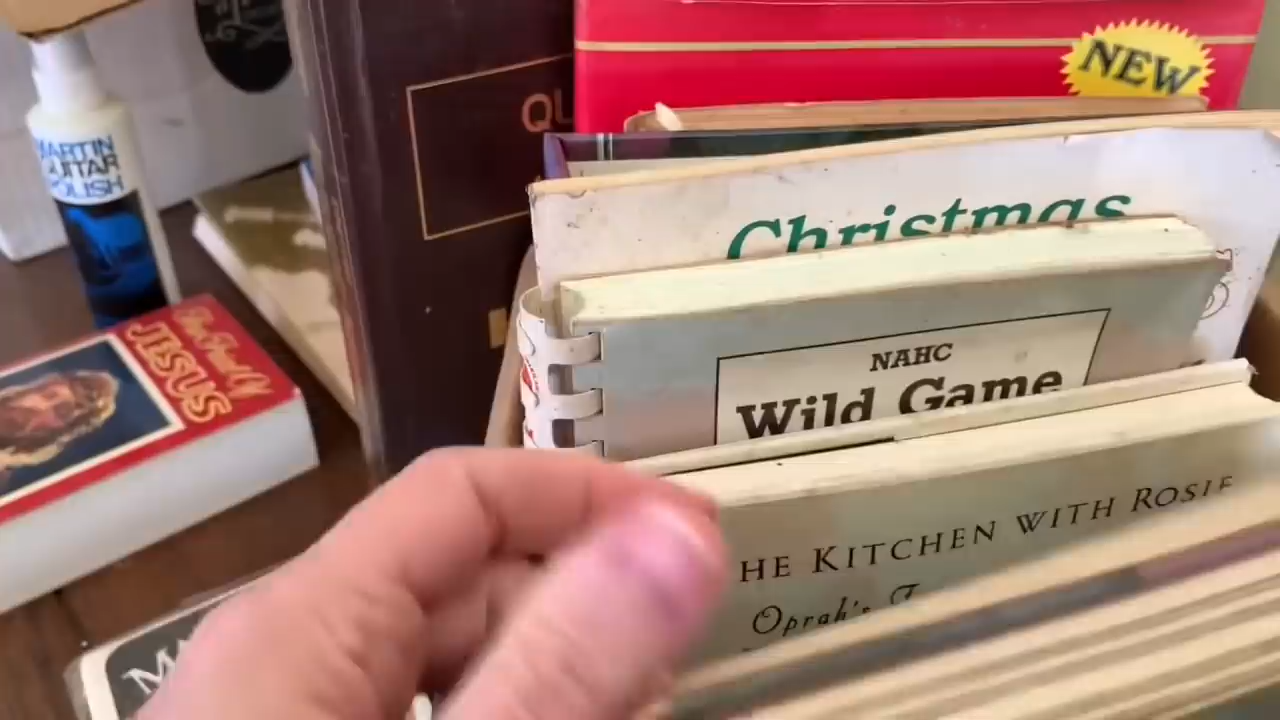 MARTIN
GUITAR
POLISH
JESUS
QU
NEW
Christmas
NAHC
Wild Game
HE KITCHEN WITH ROSIE
Oprah's